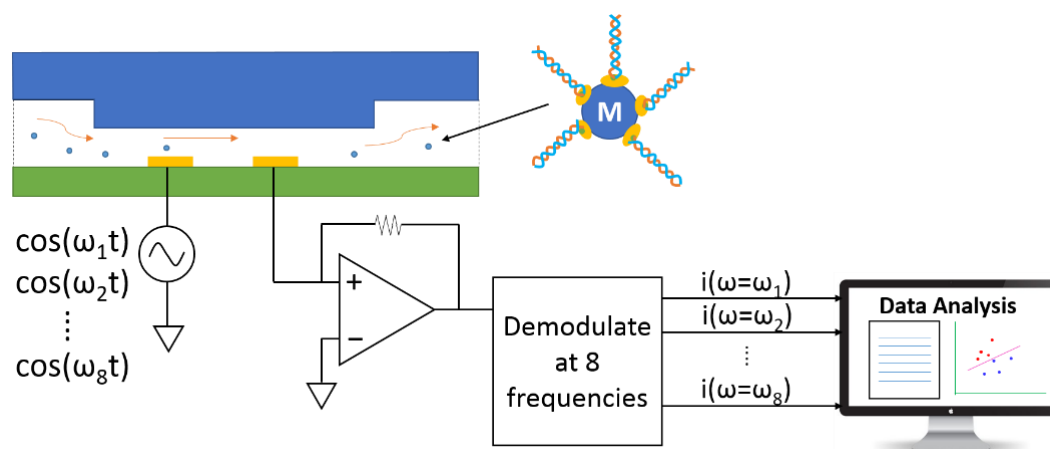 M
cos(ω₁t)
cos(ω₂t)
⋮
cos(ω₈t)
+
−
Demodulate
at 8
frequencies
i(ω=ω₁)
i(ω=ω₂)
⋮
i(ω=ω₈)
Data Analysis